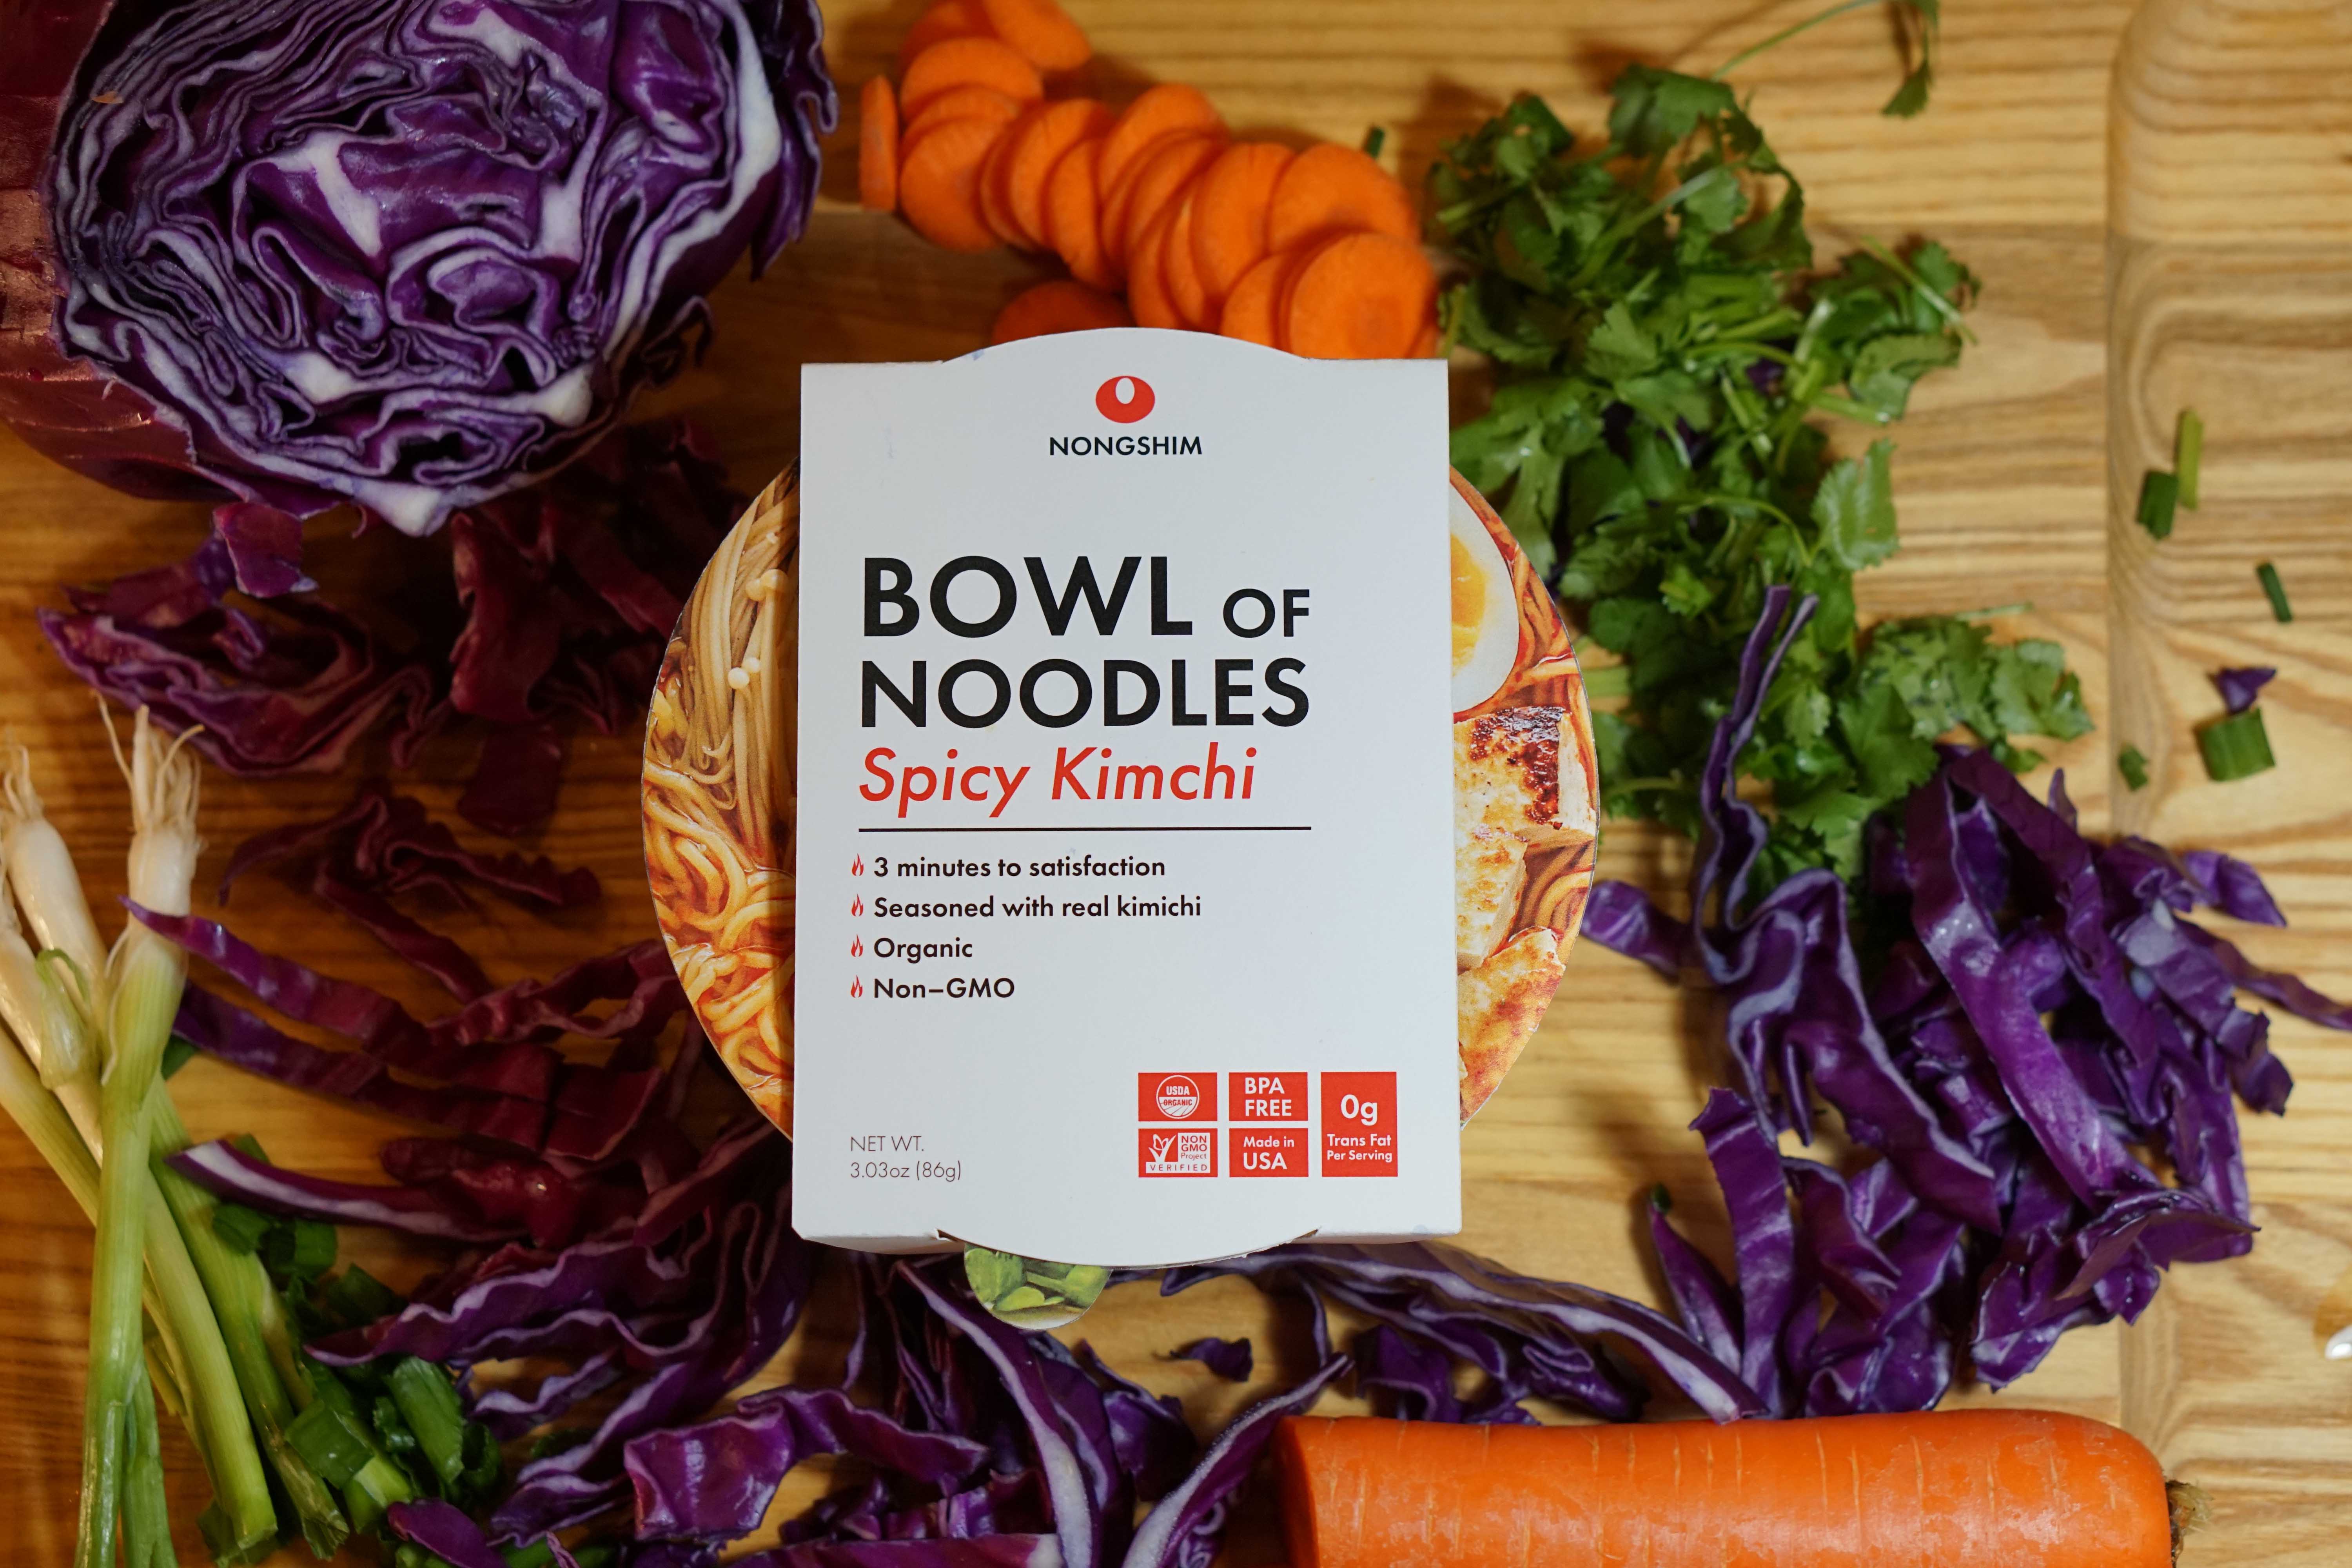 NONGSHIM
BOWL OF
NOODLES
Spicy Kimchi
3 minutes to satisfaction
Seasoned with real kimichi
Organic
Non–GMO
NET WT.
3.03oz (86g)
USDA
ORGANIC
BPA
FREE
NON
GMO
Project
VERIFIED
Made in
USA
0g
Trans Fat
Per Serving